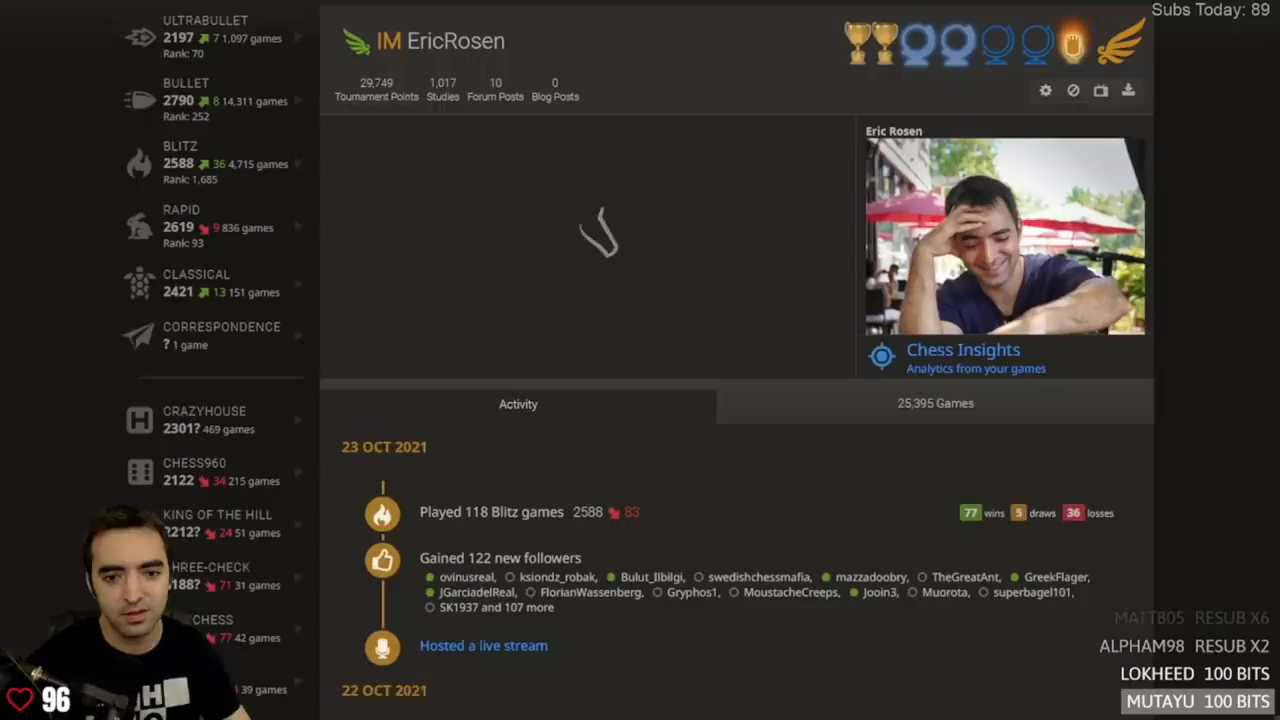 Subs Today: 89
ULTRABULLET
2197 7 1,097 games
Rank: 70
BULLET
2790 8 14,311 games
Rank: 252
BLITZ
2588 36 4,715 games
Rank: 1,685
RAPID
2619 9 836 games
Rank: 93
CLASSICAL
2421 13 151 games
CORRESPONDENCE
? 1 game
CRAZYHOUSE
2301? 469 games
CHESS960
2122 34 215 games
KING OF THE HILL
2212? 24 51 games
THREE-CHECK
188? 71 31 games
CHESS
77 42 games
39 games
96
IM EricRosen
29,749
Tournament Points
1,017
Studies
10
Forum Posts
0
Blog Posts
Eric Rosen
Chess Insights
Analytics from your games
Activity
25,395 Games
23 OCT 2021
Played 118 Blitz games 2588 83
77 wins 5 draws 36 losses
Gained 122 new followers
ovinusreal, ksiondz_robak, Bulut_Ilbilgi, swedishchessmafia, mazzadoobry, TheGreatAnt, GreekFlager,
JGarciadelReal, FlorianWassenberg, Gryphos1, MoustacheCreeps, Jooin3, Muorota, superbagel101,
SK1937 and 107 more
Hosted a live stream
22 OCT 2021
MATT805 RESUB X6
ALPHAM98 RESUB X2
LOKHEED 100 BITS
MUTAYU 100 BITS